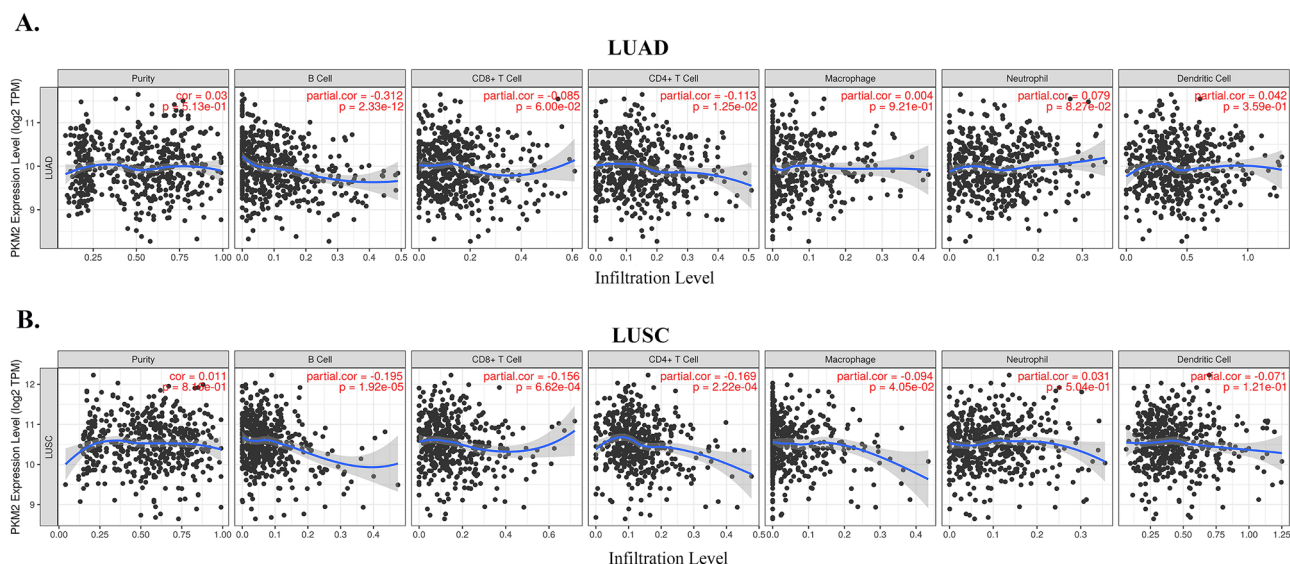 A.
LUAD
Purity B Cell CD8+ T Cell CD4+ T Cell Macrophage Neutrophil Dendritic Cell
cor = 0.03 partial.cor = -0.312 partial.cor = -0.085 partial.cor = -0.113 partial.cor = 0.004 partial.cor = 0.079 partial.cor = 0.042
p = 5.13e-01 p = 2.33e-12 p = 6.00e-02 p = 1.25e-02 p = 9.21e-01 p = 8.27e-02 p = 3.59e-01
PKM2 Expression Level (log2 TPM)
LUAD
11
10
9
0.25 0.50 0.75 1.00 0.0 0.1 0.2 0.3 0.4 0.5 0.0 0.2 0.4 0.6 0.0 0.1 0.2 0.3 0.4 0.5 0.0 0.1 0.2 0.3 0.4 0.0 0.1 0.2 0.3 0.0 0.5 1.0
Infiltration Level
B.
LUSC
Purity B Cell CD8+ T Cell CD4+ T Cell Macrophage Neutrophil Dendritic Cell
cor = 0.011 partial.cor = -0.195 partial.cor = -0.156 partial.cor = -0.169 partial.cor = -0.094 partial.cor = 0.031 partial.cor = -0.071
p = 1.92e-05 p = 6.62e-04 p = 2.22e-04 p = 4.05e-02 p = 5.04e-01 p = 1.21e-01
PKM2 Expression Level (log2 TPM)
LUSC
12
11
10
9
0.00 0.25 0.50 0.75 1.00 0.0 0.1 0.2 0.3 0.4 0.0 0.2 0.4 0.6 0.0 0.1 0.2 0.3 0.4 0.5 0.0 0.1 0.2 0.3 0.4 0.0 0.1 0.2 0.3 0.25 0.50 0.75 1.00 1.25
Infiltration Level